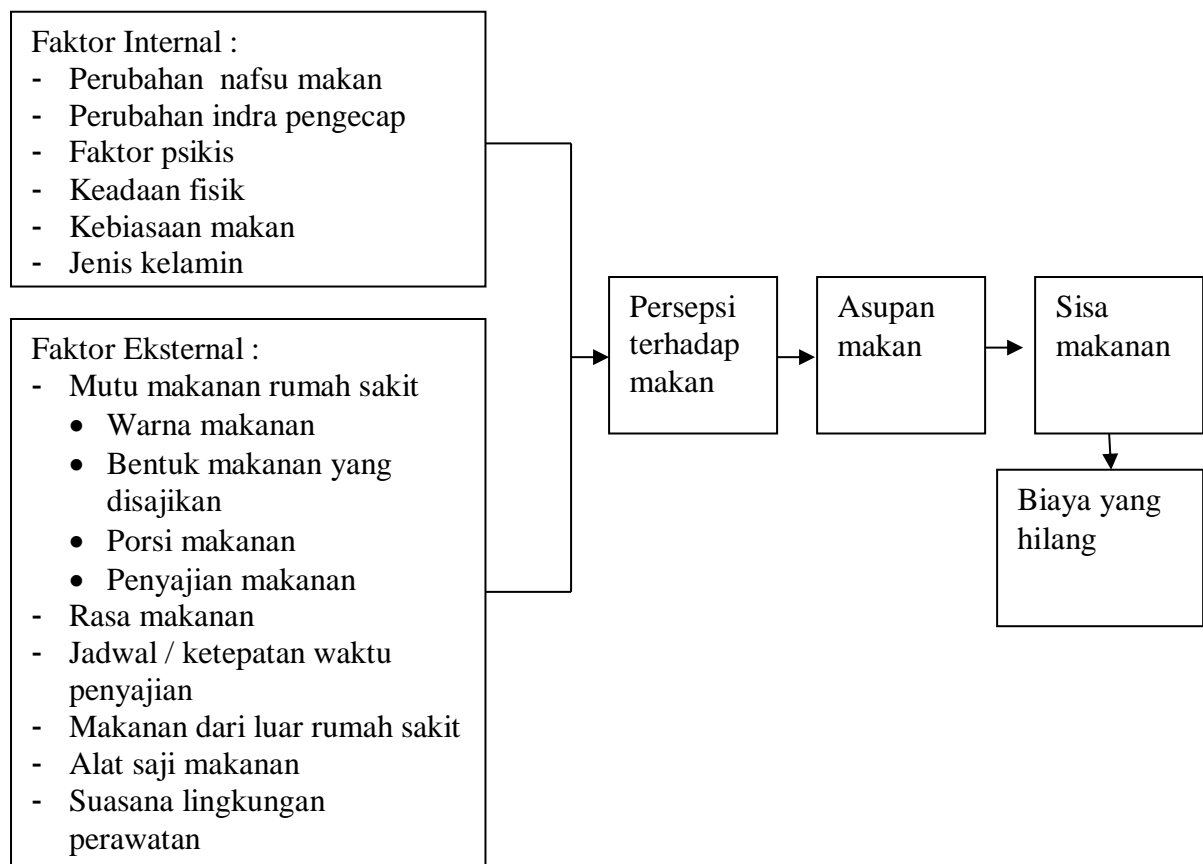 Faktor Internal :
- Perubahan nafsu makan
- Perubahan indra pengecap
- Faktor psikis
- Keadaan fisik
- Kebiasaan makan
- Jenis kelamin
Faktor Eksternal :
- Mutu makanan rumah sakit
• Warna makanan
• Bentuk makanan yang
disajikan
• Porsi makanan
• Penyajian makanan
- Rasa makanan
- Jadwal / ketepatan waktu
penyajian
- Makanan dari luar rumah sakit
- Alat saji makanan
- Suasana lingkungan
perawatan
Persepsi
terhadap
makan
Asupan
makan
Sisa
makanan
Biaya yang
hilang